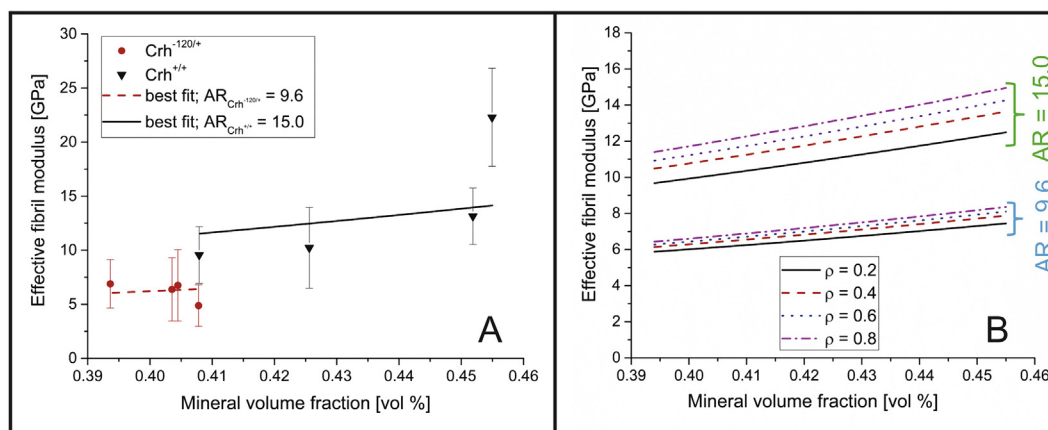 Crh-120/+
Crh+/+
best fit; ARCrh-120/+ = 9.6
best fit; ARCrh+/+ = 15.0
Effective fibril modulus [GPa]
30
25
20
15
10
5
0
0.39 0.40 0.41 0.42 0.43 0.44 0.45 0.46
Mineral volume fraction [vol %]
A
Effective fibril modulus [GPa]
18
16
14
12
10
8
6
4
2
0
0.39 0.40 0.41 0.42 0.43 0.44 0.45 0.46
Mineral volume fraction [vol %]
ρ = 0.2
ρ = 0.4
ρ = 0.6
ρ = 0.8
B
AR = 15.0
AR = 9.6